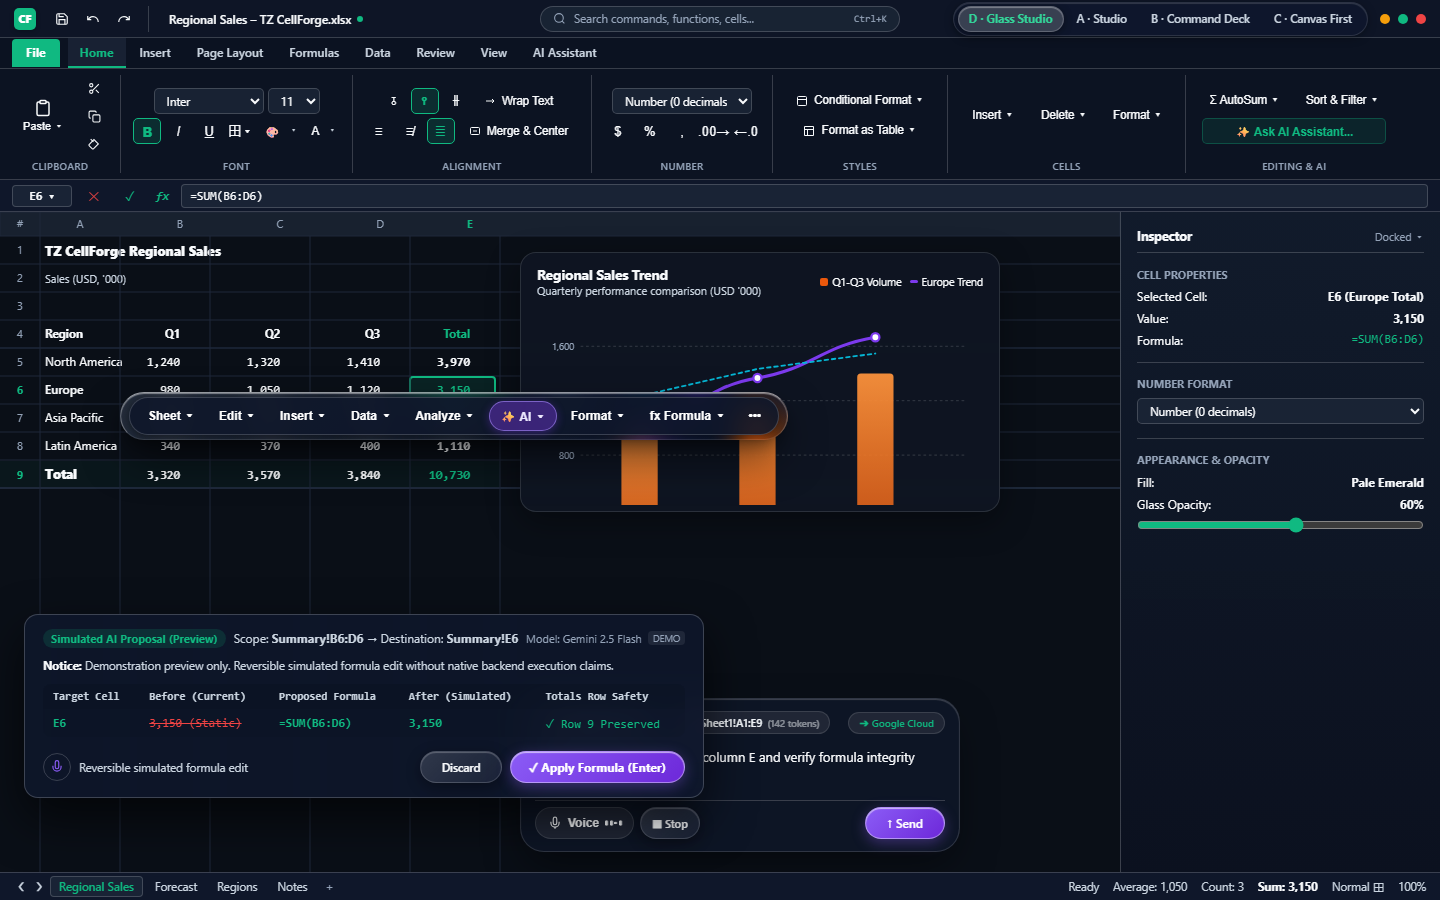 CF
Regional Sales – TZ CellForge.xlsx
Search commands, functions, cells...
Ctrl+K
D · Glass Studio
A · Studio
B · Command Deck
C · Canvas First
File
Home
Insert
Page Layout
Formulas
Data
Review
View
AI Assistant
Paste
CLIPBOARD
Inter
11
B
I
U
A
FONT
Wrap Text
Merge & Center
ALIGNMENT
Number (0 decimals
$
%
,
.00→
←.0
NUMBER
Conditional Format
Format as Table
STYLES
Insert
Delete
Format
CELLS
Σ AutoSum
Sort & Filter
✨ Ask AI Assistant...
EDITING & AI
E6
fx
=SUM(B6:D6)
# A B C D E
1 TZ CellForge Regional Sales
2 Sales (USD, '000)
3
4 Region Q1 Q2 Q3 Total
5 North America 1,240 1,320 1,410 3,970
6 Europe 980 1,050 1,120 3,150
7 Asia Pacific
8 Latin America 340 370 400 1,110
9 Total 3,320 3,570 3,840 10,730
Sheet
Edit
Insert
Data
Analyze
✨ AI
Format
fx Formula
•••
Regional Sales Trend
Quarterly performance comparison (USD '000)
Q1-Q3 Volume
Europe Trend
1,600
800
Inspector
Docked
CELL PROPERTIES
Selected Cell: E6 (Europe Total)
Value: 3,150
Formula: =SUM(B6:D6)
NUMBER FORMAT
Number (0 decimals)
APPEARANCE & OPACITY
Fill: Pale Emerald
Glass Opacity: 60%
Simulated AI Proposal (Preview)
Scope: Summary!B6:D6 → Destination: Summary!E6
Model: Gemini 2.5 Flash
DEMO
Notice: Demonstration preview only. Reversible simulated formula edit without native backend execution claims.
Target Cell Before (Current) Proposed Formula After (Simulated) Totals Row Safety
E6 3,150 (Static) =SUM(B6:D6) 3,150 ✓ Row 9 Preserved
Reversible simulated formula edit
Discard
✓ Apply Formula (Enter)
Sheet1!A1:E9 (142 tokens)
➔ Google Cloud
column E and verify formula integrity
Voice
Stop
↑ Send
Regional Sales
Forecast
Regions
Notes
+
Ready
Average: 1,050
Count: 3
Sum: 3,150
Normal
100%